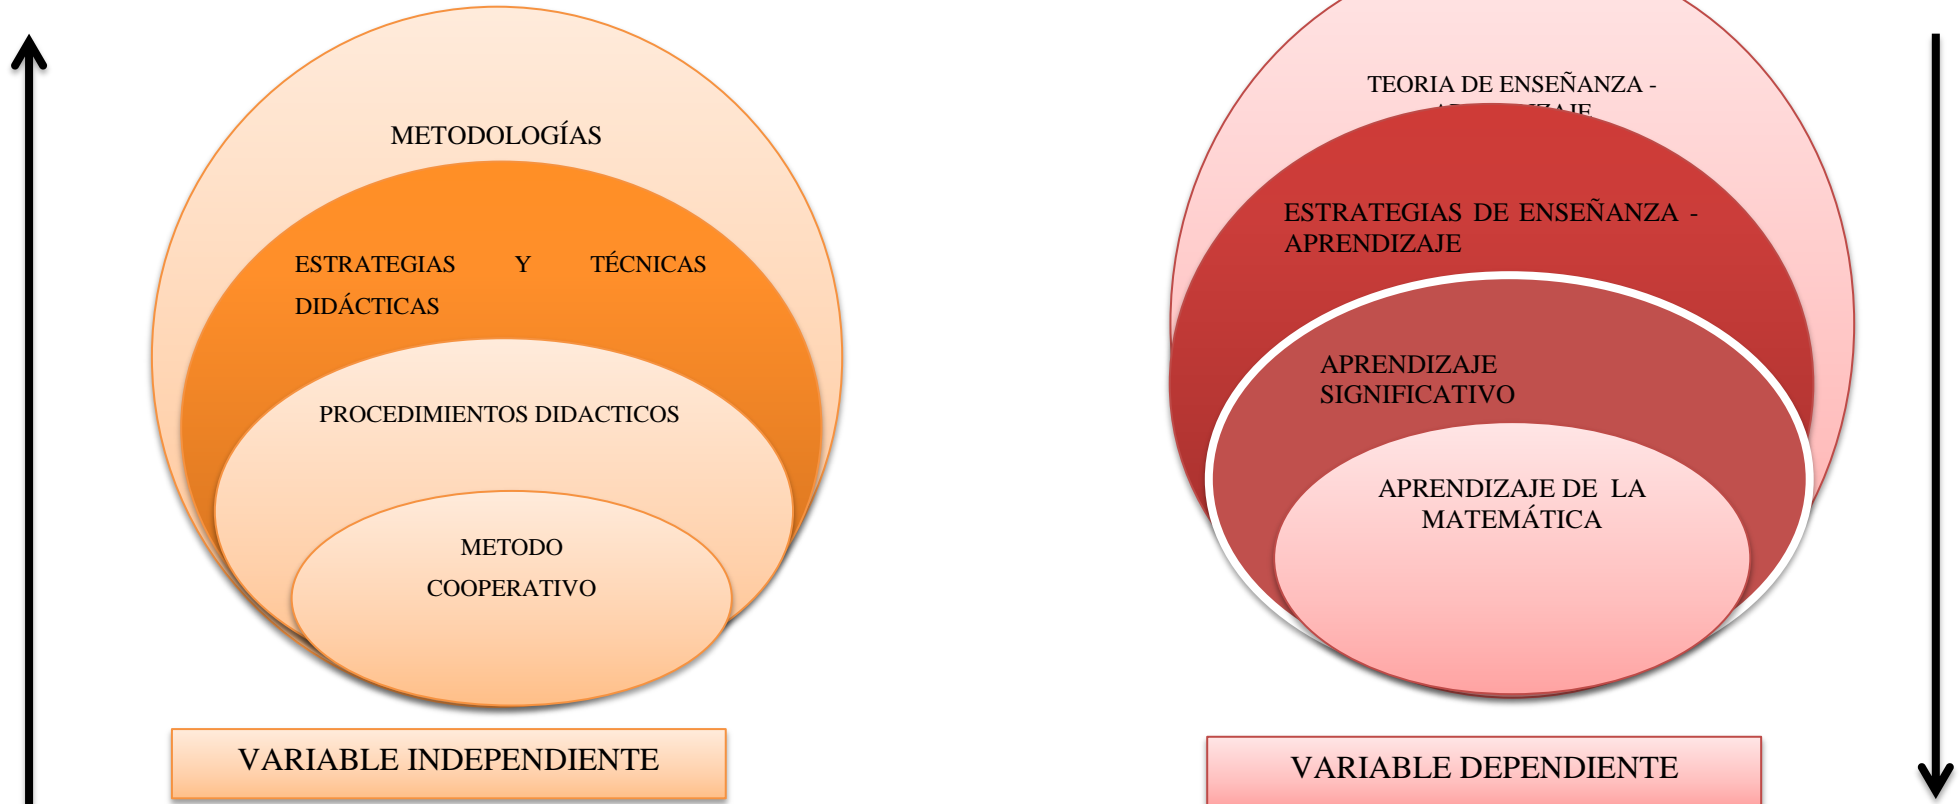 METODOLOGÍAS
ESTRATEGIAS Y TÉCNICAS
DIDÁCTICAS
PROCEDIMIENTOS DIDACTICOS
METODO
COOPERATIVO
VARIABLE INDEPENDIENTE
TEORIA DE ENSEÑANZA -
ESTRATEGIAS DE ENSEÑANZA -
APRENDIZAJE
APRENDIZAJE
SIGNIFICATIVO
APRENDIZAJE DE LA
MATEMÁTICA
VARIABLE DEPENDIENTE